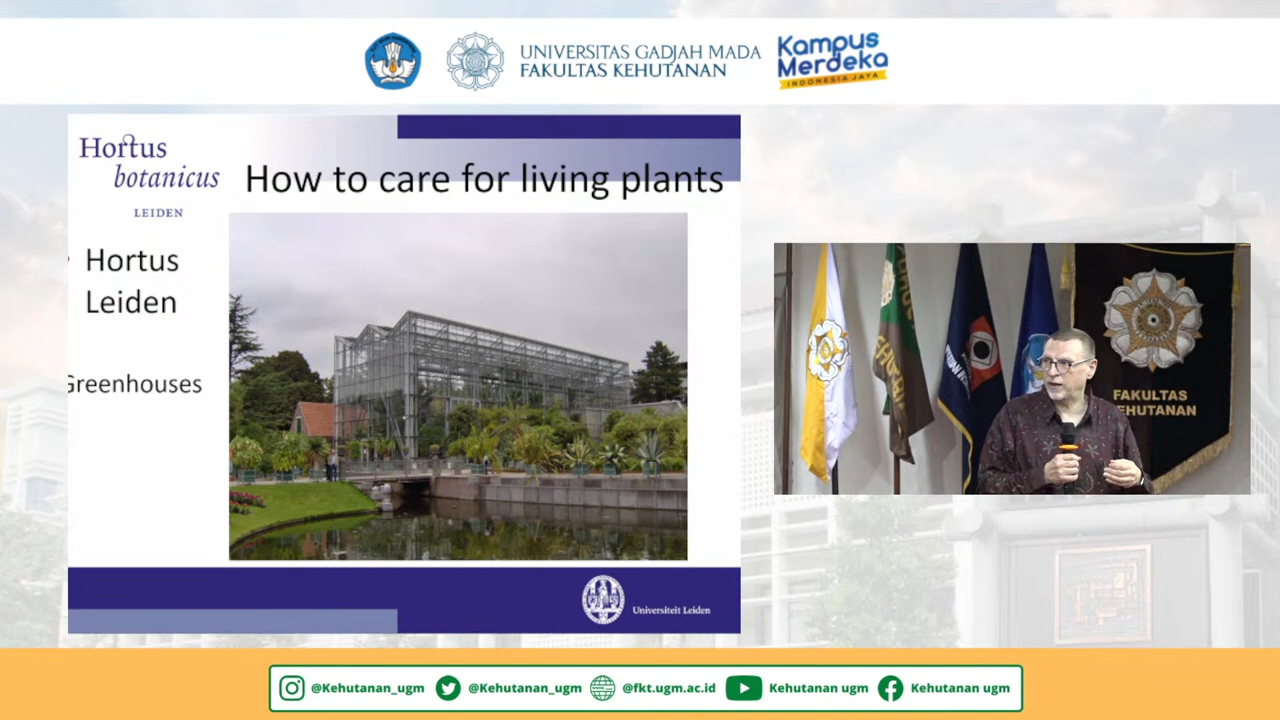 UNIVERSITAS GADJAH MADA
FAKULTAS KEHUTANAN
Kampus
Merdeka
INDONESIA JAYA
Hortus
botanicus
LEIDEN
How to care for living plants
Hortus
Leiden
Greenhouses
Universiteit Leiden
FAKULTAS
KEHUTANAN
@Kehutanan_ugm
@Kehutanan_ugm
@fkt.ugm.ac.id
Kehutanan ugm
Kehutanan ugm